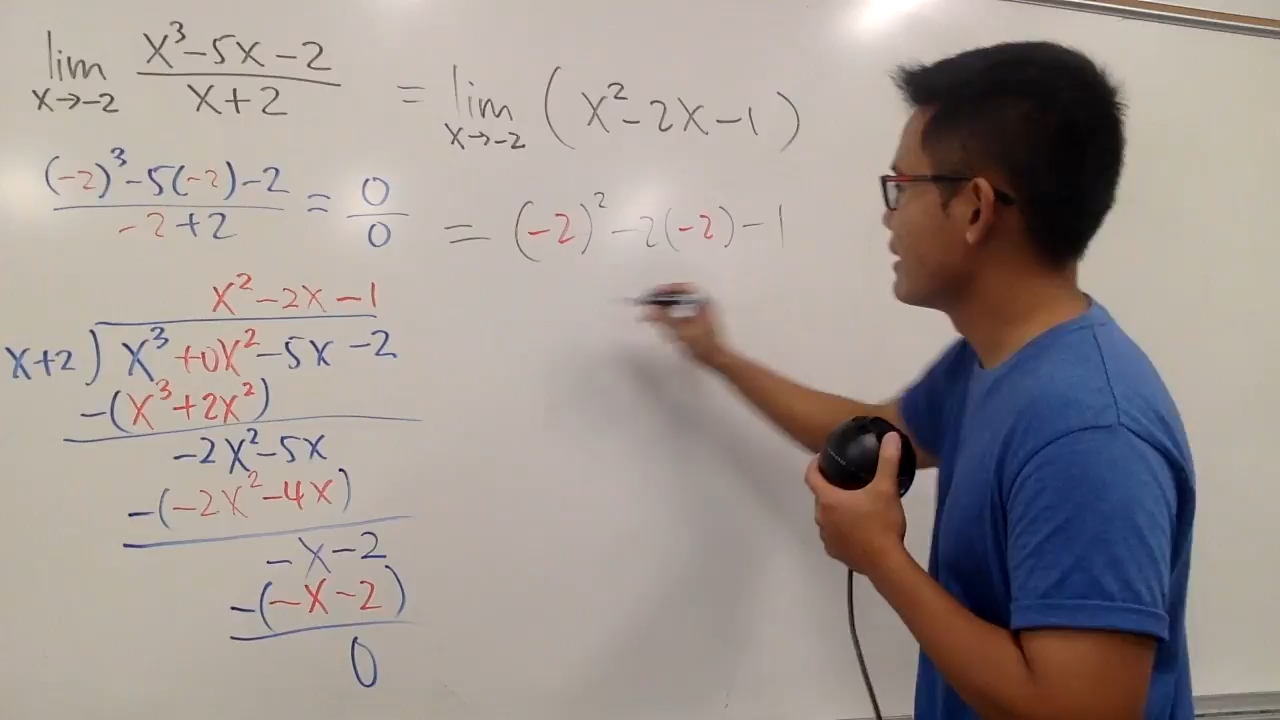 lim x→-2 (x³-5x-2)/(x+2) = lim x→-2 (x²-2x-1)
((-2)³-5(-2)-2)/(-2+2) = 0/0
= (-2)²-2(-2)-1
x²-2x-1
x+2) x³+0x²-5x-2
-(x³+2x²)
-2x²-5x
-(-2x²-4x)
-x-2
-(-x-2)
0